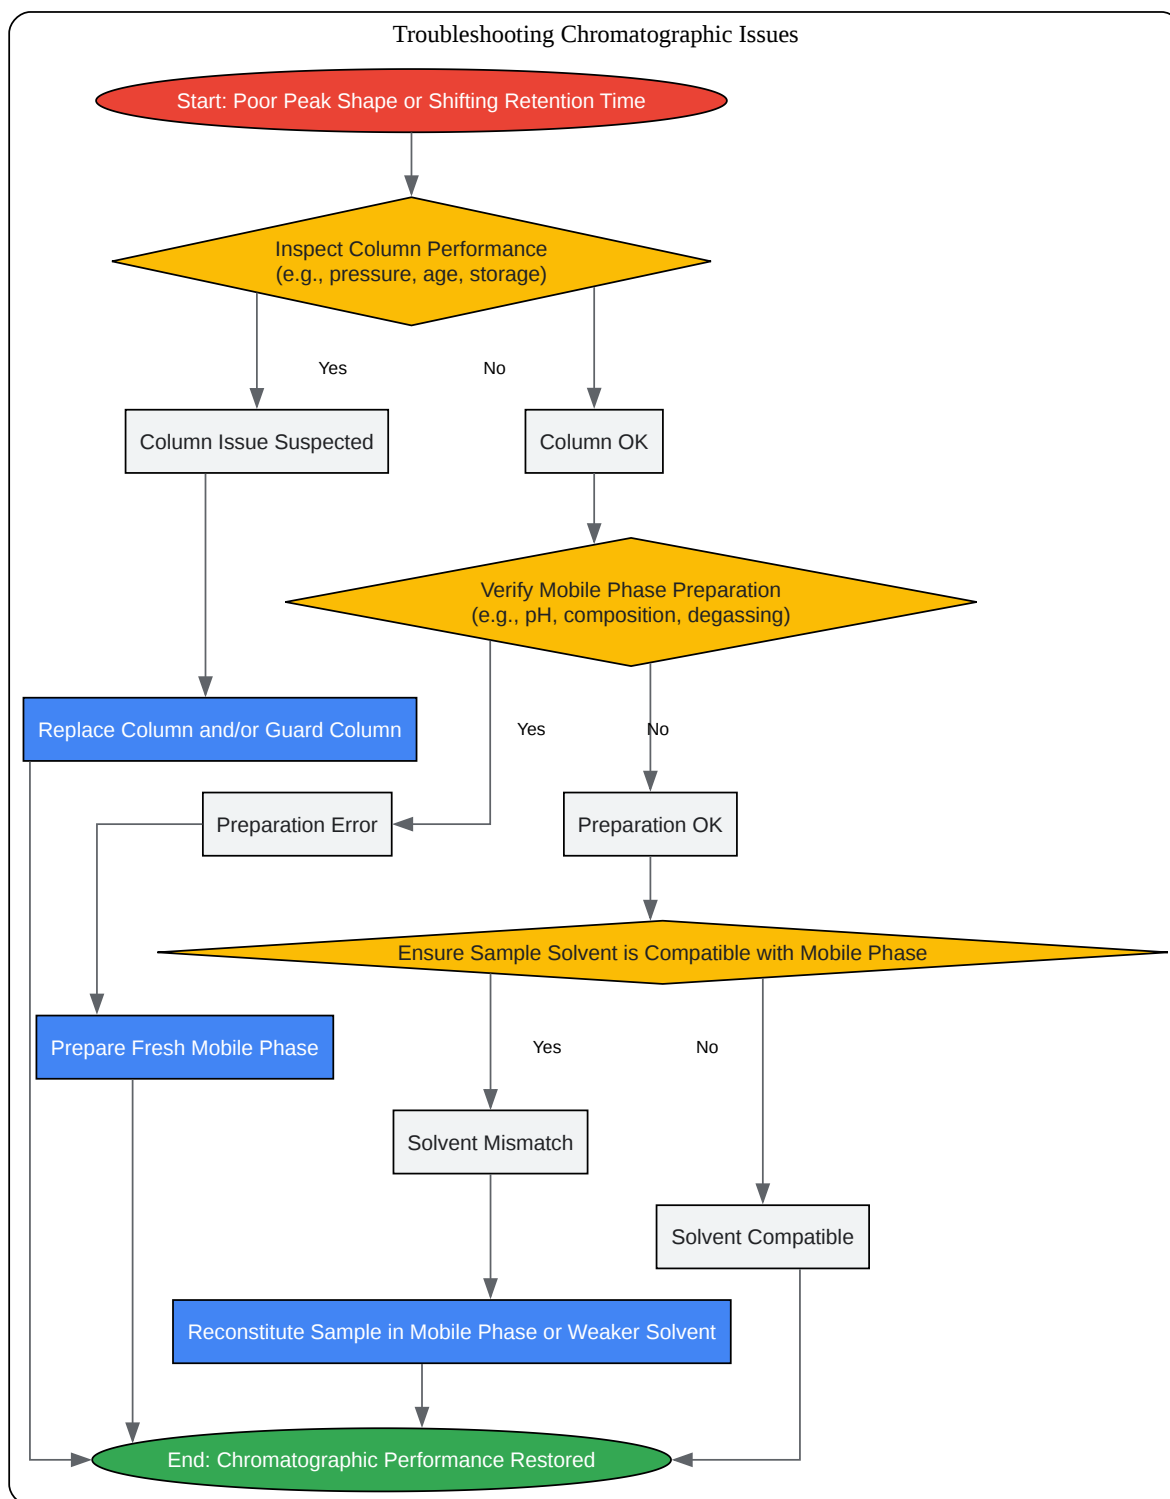 Troubleshooting Chromatographic Issues
Start: Poor Peak Shape or Shifting Retention Time
Inspect Column Performance
(e.g., pressure, age, storage)
Yes
No
Column Issue Suspected
Column OK
Verify Mobile Phase Preparation
(e.g., pH, composition, degassing)
Replace Column and/or Guard Column
Yes
No
Preparation Error
Preparation OK
Ensure Sample Solvent is Compatible with Mobile Phase
Prepare Fresh Mobile Phase
Yes
No
Solvent Mismatch
Solvent Compatible
Reconstitute Sample in Mobile Phase or Weaker Solvent
End: Chromatographic Performance Restored